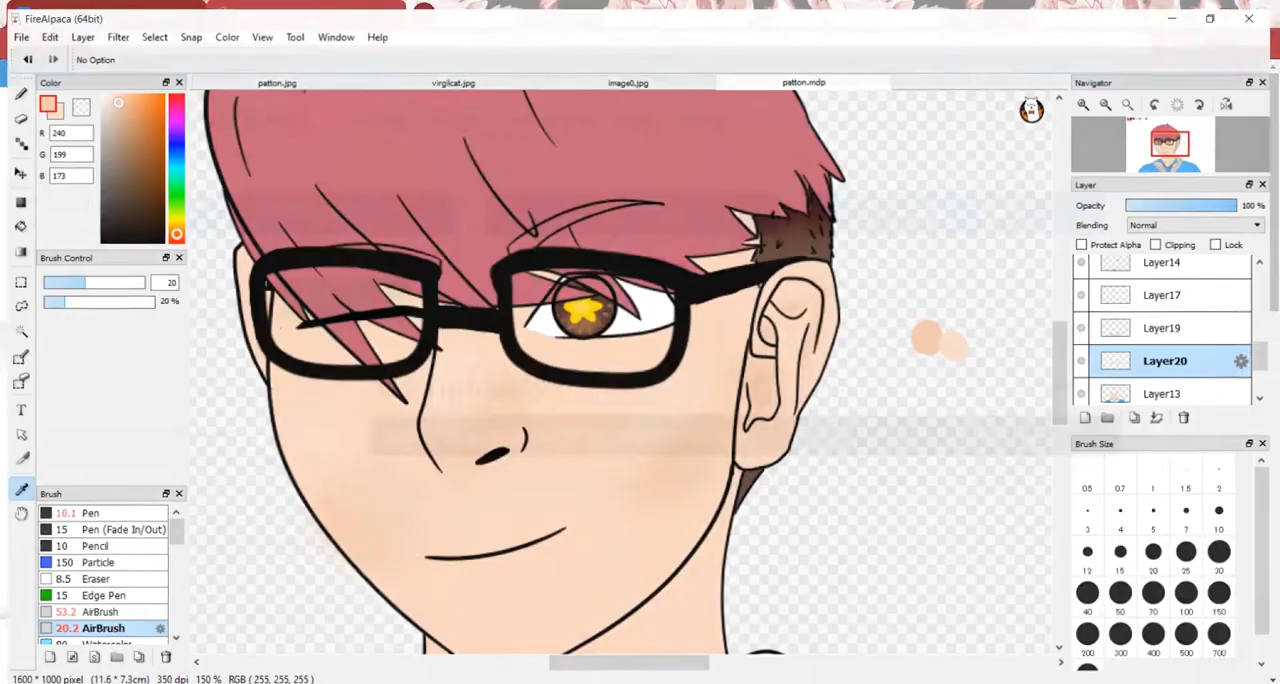 FireAlpaca (64bit)
File Edit Layer Filter Select Snap Color View Tool Window Help
No Option
Color
patton.jpg virgilcat.jpg image0.jpg patton.mdp
Navigator
R 240
G 199
B 173
Layer
Opacity 100 %
Blending Normal
Protect Alpha Clipping Lock
Brush Control
20
20 %
Layer14
Layer17
Layer19
Layer20
Layer13
Brush Size
0.5 0.7 1 1.5 2
3 4 5 7 10
12 15 20 25 30
40 50 70 100 150
200 300 400 500 700
Brush
10.1 Pen
15 Pen (Fade In/Out)
10 Pencil
150 Particle
8.5 Eraser
15 Edge Pen
53.2 AirBrush
20.2 AirBrush
80 Watercolor
T
1600 * 1000 pixel (11.6 * 7.3cm) 350 dpi 150 % RGB ( 255, 255, 255 )